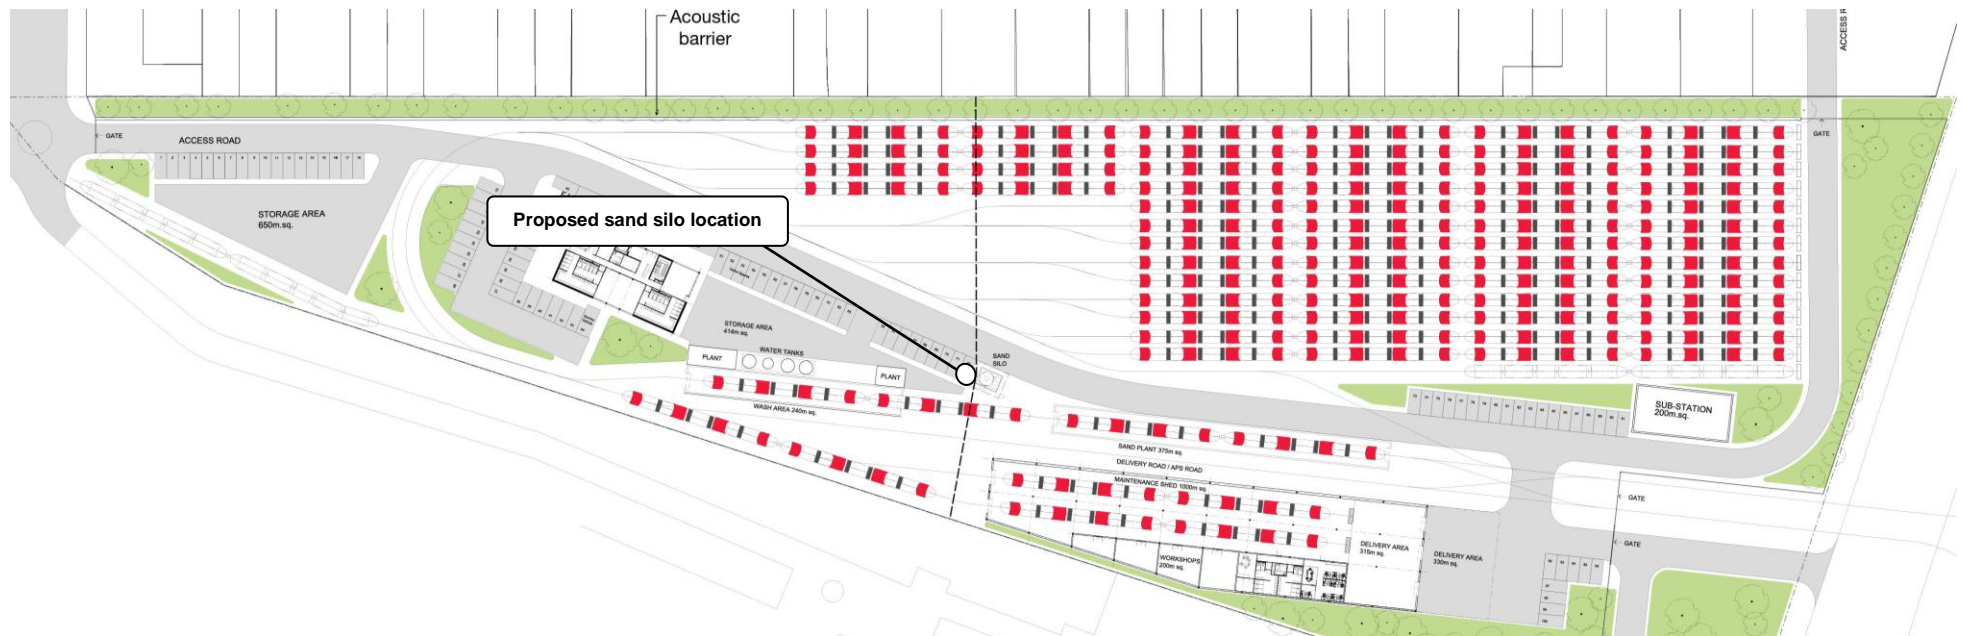 Acoustic
barrier
ACCESS R
GATE
ACCESS ROAD
GATE
STORAGE AREA
650m.sq.
Proposed sand silo location
STORAGE AREA
414m sq.
WATER TANKS
PLANT
PLANT
SAND
SILO
WASH AREA 240m sq.
SUB-STATION
200m.sq.
SAND PLANT 375m sq.
DELIVERY ROAD / APS ROAD
MAINTENANCE SHED 1000m sq.
GATE
GATE
DELIVERY AREA
315m sq.
DELIVERY AREA
330m sq.
WORKSHOPS
200m sq.